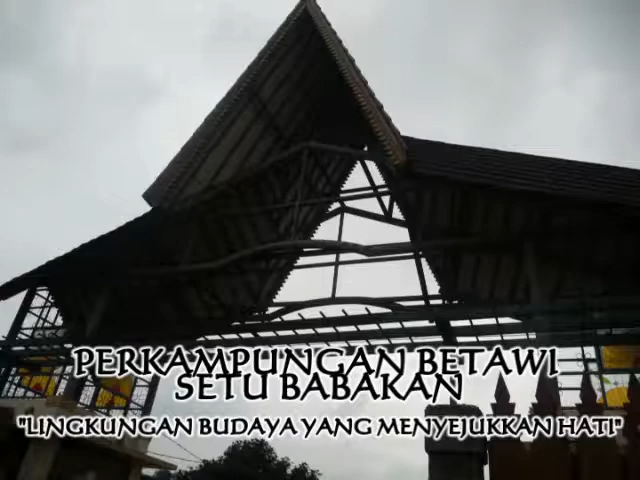 PERKAMPUNGAN BETAWI
SETU BABAKAN
"LINGKUNGAN BUDAYA YANG MENYEJUKKAN HATI"